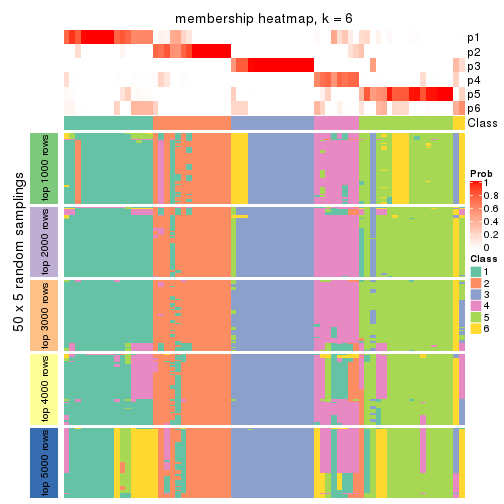 membership heatmap, k = 6
p1
p2
p3
p4
p5
p6
Class
50 x 5 random samplings
top 1000 rows
top 2000 rows
top 3000 rows
top 4000 rows
top 5000 rows
Prob
1
0.8
0.6
0.4
0.2
0
Class
1
2
3
4
5
6